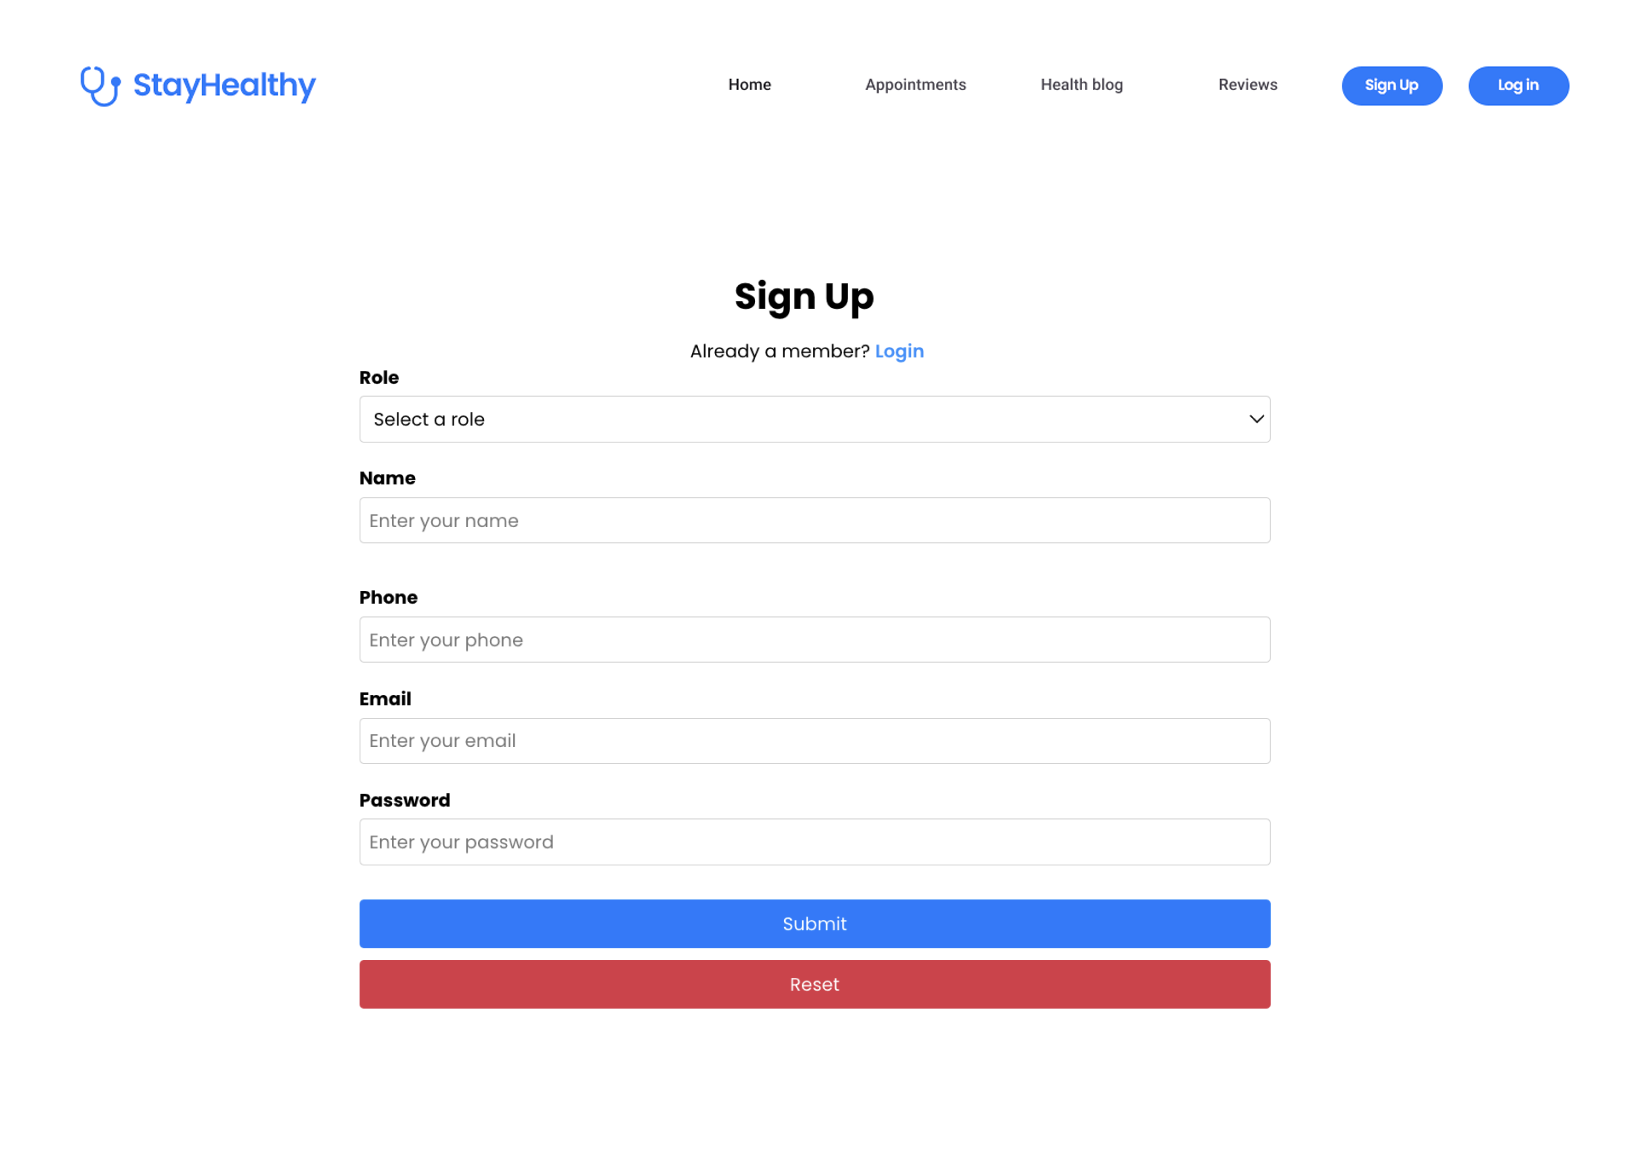 StayHealthy
Home Appointments Health blog Reviews Sign Up Log in
Sign Up
Already a member? Login
Role
Select a role
Name
Enter your name
Phone
Enter your phone
Email
Enter your email
Password
Enter your password
Submit
Reset